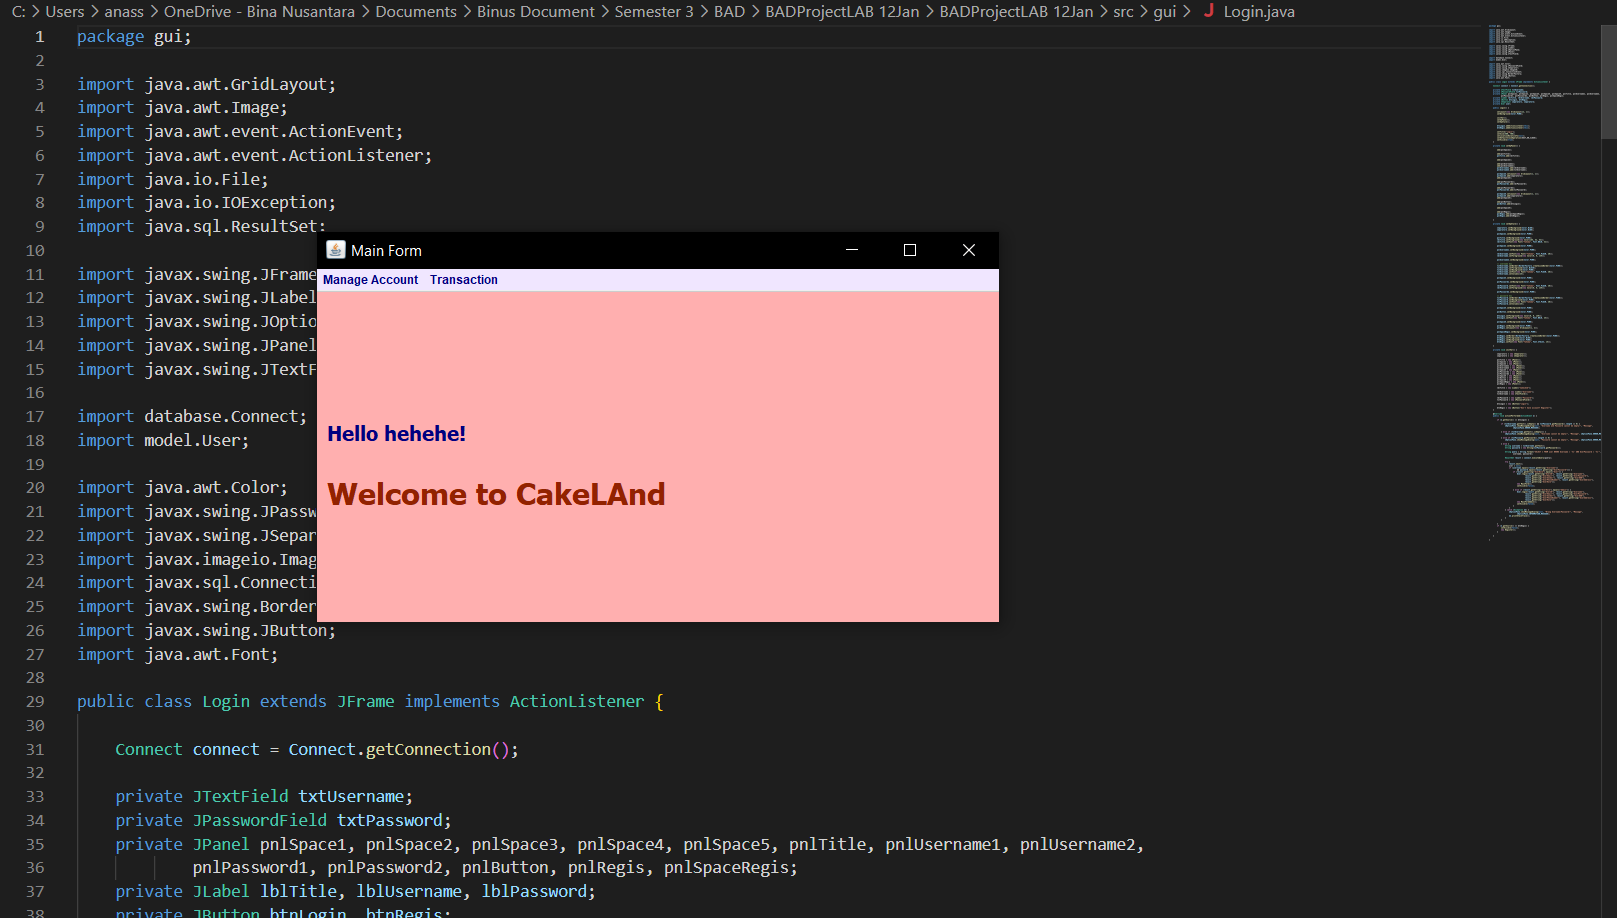 C: > Users > anass > OneDrive - Bina Nusantara > Documents > Binus Document > Semester 3 > BAD > BADProjectLAB 12Jan > BADProjectLAB 12Jan > src > gui > J Login.java
1 package gui;
2
3 import java.awt.GridLayout;
4 import java.awt.Image;
5 import java.awt.event.ActionEvent;
6 import java.awt.event.ActionListener;
7 import java.io.File;
8 import java.io.IOException;
9 import java.sql.ResultSet;
10
11 import javax.swing.JFrame
12 import javax.swing.JLabel
13 import javax.swing.JOptio
14 import javax.swing.JPanel
15 import javax.swing.JTextF
16
17 import database.Connect;
18 import model.User;
19
20 import java.awt.Color;
21 import javax.swing.JPassw
22 import javax.swing.JSepar
23 import javax.imageio.Imag
24 import javax.sql.Connecti
25 import javax.swing.Border
26 import javax.swing.JButton;
27 import java.awt.Font;
28
29 public class Login extends JFrame implements ActionListener {
30
31 Connect connect = Connect.getConnection();
32
33 private JTextField txtUsername;
34 private JPasswordField txtPassword;
35 private JPanel pnlSpace1, pnlSpace2, pnlSpace3, pnlSpace4, pnlSpace5, pnlTitle, pnlUsername1, pnlUsername2,
36 pnlPassword1, pnlPassword2, pnlButton, pnlRegis, pnlSpaceRegis;
37 private JLabel lblTitle, lblUsername, lblPassword;
38 private JButton btnLogin, btnRegis;
Main Form
Manage Account Transaction
Hello hehehe!
Welcome to CakeLAnd